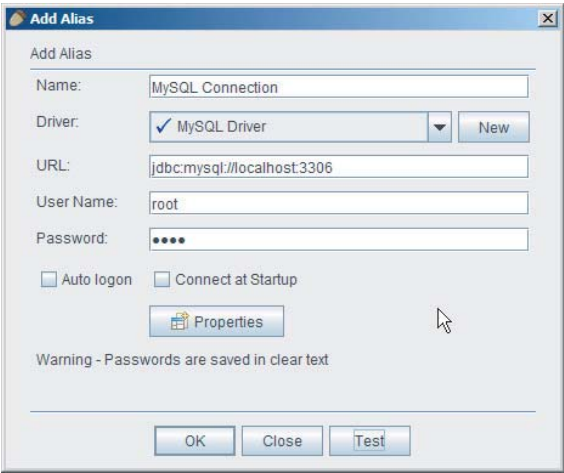 Add Alias
Add Alias
Name: MySQL Connection
Driver: MySQL Driver New
URL: jdbc:mysql://localhost:3306
User Name: root
Password: ••••
Auto logon Connect at Startup
Properties
Warning - Passwords are saved in clear text
OK Close Test